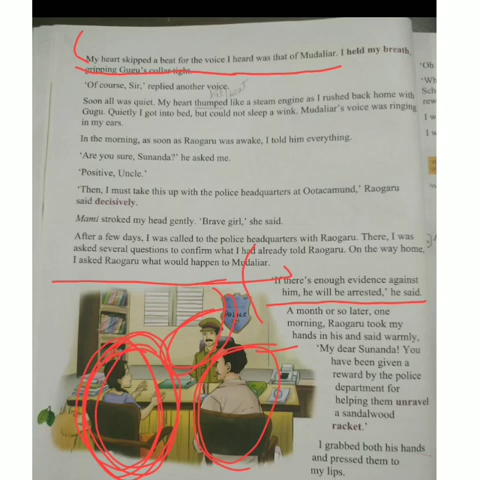 My heart skipped a beat for the voice I heard was that of Mudaliar. I held my breath,
gripping Gugu's collar tight.
'Of course, Sir,' replied another voice.
Soon all was quiet. My heart thumped like a steam engine as I rushed back home with
Gugu. Quietly I got into bed, but could not sleep a wink. Mudaliar's voice was ringing
in my ears.
In the morning, as soon as Raogaru was awake, I told him everything.
'Are you sure, Sunanda?' he asked me.
'Positive, Uncle.'
'Then, I must take this up with the police headquarters at Ootacamund,' Raogaru
said decisively.
Mami stroked my head gently. 'Brave girl,' she said.
After a few days, I was called to the police headquarters with Raogaru. There, I was
asked several questions to confirm what I had already told Raogaru. On the way home,
I asked Raogaru what would happen to Mudaliar.
'If there's enough evidence against
him, he will be arrested,' he said.
A month or so later, one
morning, Raogaru took my
hands in his and said warmly,
'My dear Sunanda! You
have been given a
reward by the police
department for
helping them unravel
a sandalwood
racket.'
I grabbed both his hands
and pressed them to
my lips.
POLICE
'Oh
'Wh
Sch
rew
I w
I w